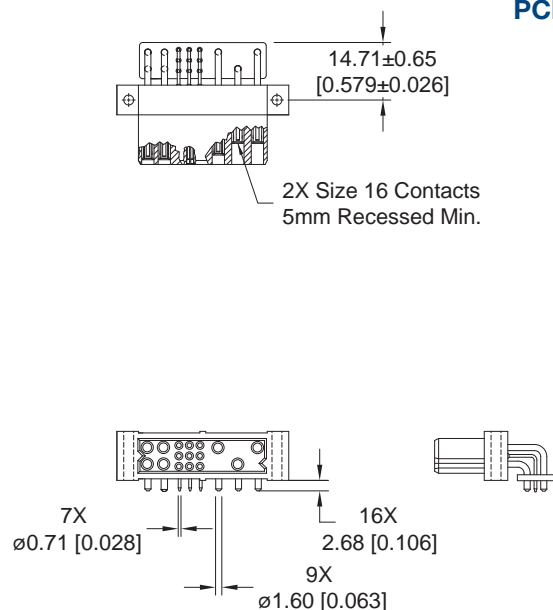 14.71±0.65
[0.579±0.026]
2X Size 16 Contacts
5mm Recessed Min.
7X
ø0.71 [0.028]
16X
2.68 [0.106]
9X
ø1.60 [0.063]